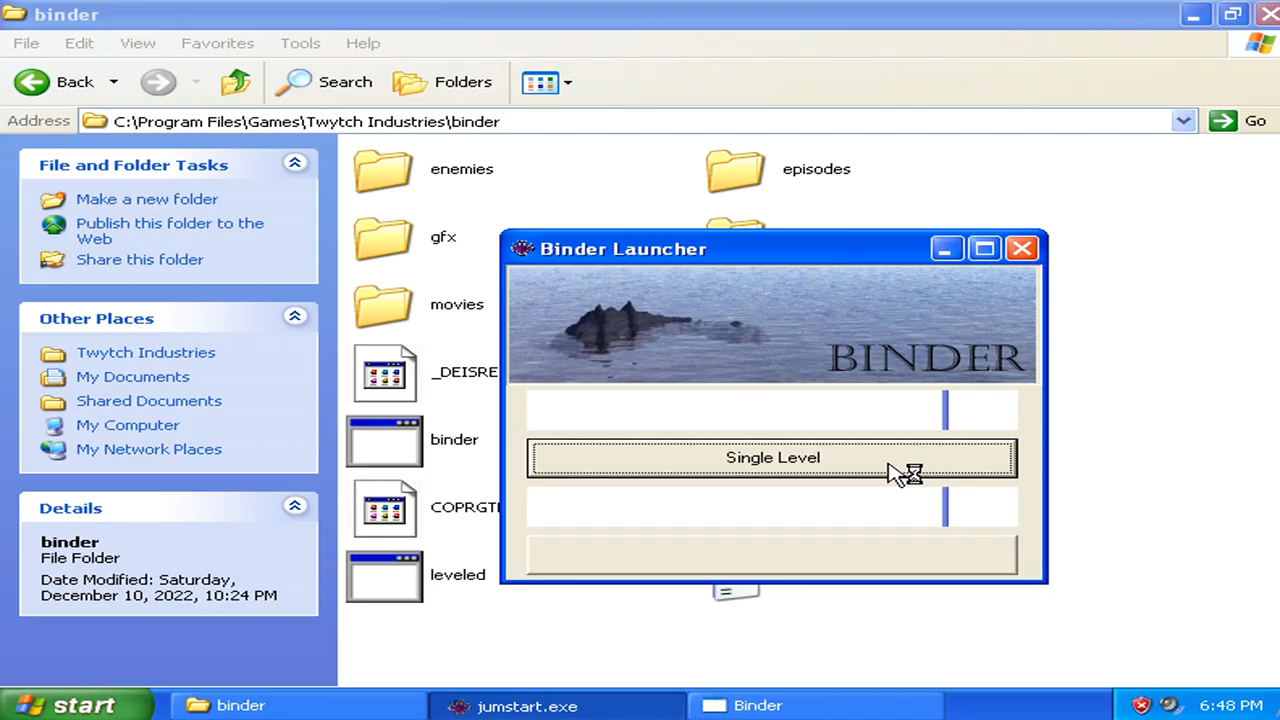 binder
File Edit View Favorites Tools Help
Back Search Folders
Address C:\Program Files\Games\Twytch Industries\binder Go
File and Folder Tasks
Make a new folder
Publish this folder to the
Web
Share this folder
Other Places
Twytch Industries
My Documents
Shared Documents
My Computer
My Network Places
Details
binder
File Folder
Date Modified: Saturday,
December 10, 2022, 10:24 PM
enemies episodes
gfx
movies
_DEISRE
binder
COPRGT
leveled
Binder Launcher
BINDER
Single Level
start binder jumstart.exe Binder 6:48 PM